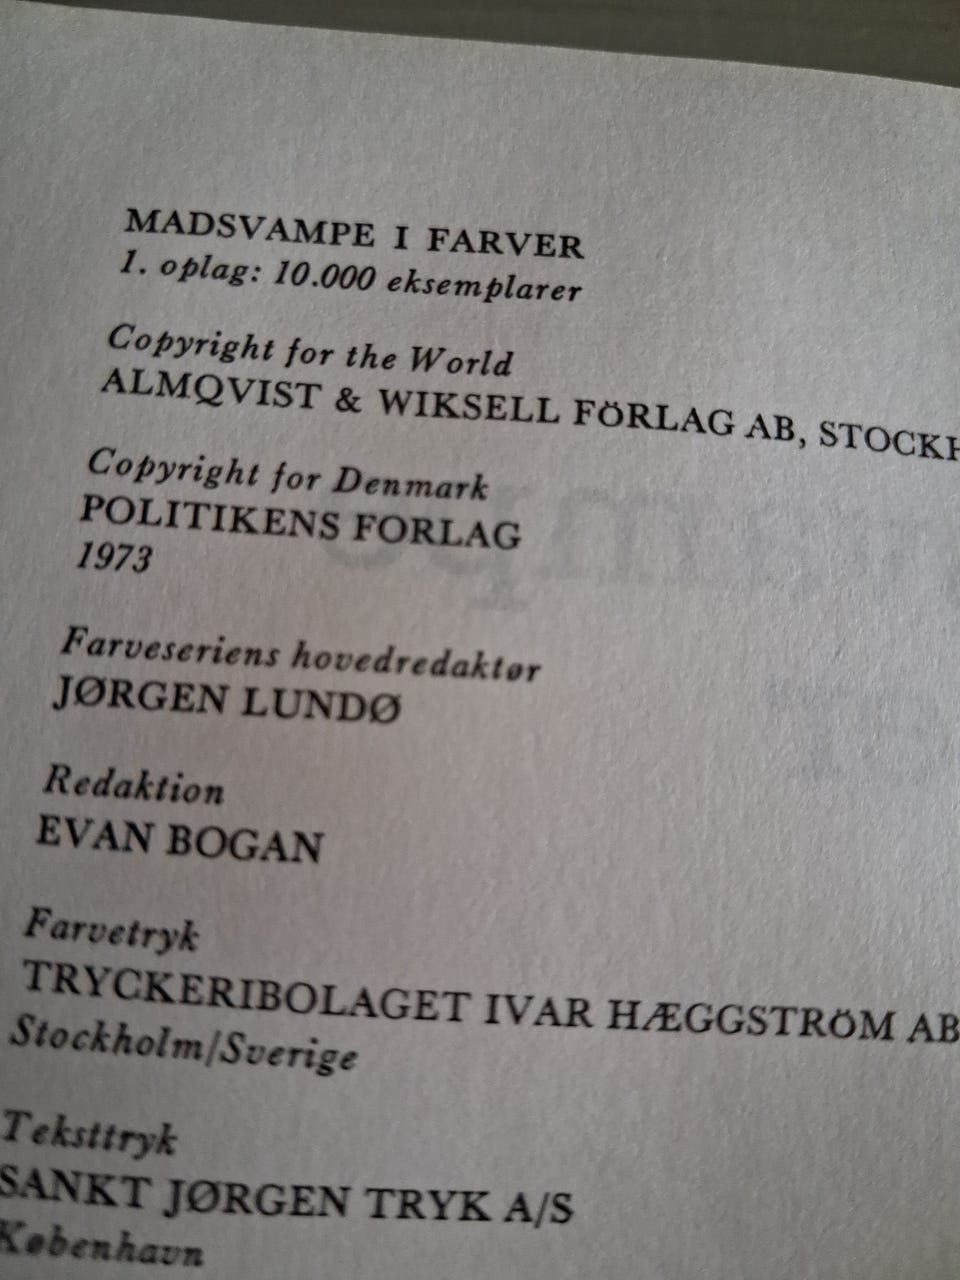 MADSVAMPE I FARVER
1. oplag: 10.000 eksemplarer
Copyright for the World
ALMQVIST & WIKSELL FÖRLAG AB, STOCKH
Copyright for Denmark
POLITIKENS FORLAG
1973
Farveseriens hovedredaktør
JØRGEN LUNDØ
Redaktion
EVAN BOGAN
Farvetryk
TRYCKERIBOLAGET IVAR HÆGGSTRÖM AB
Stockholm/Sverige
Teksttryk
SANKT JØRGEN TRYK A/S
København